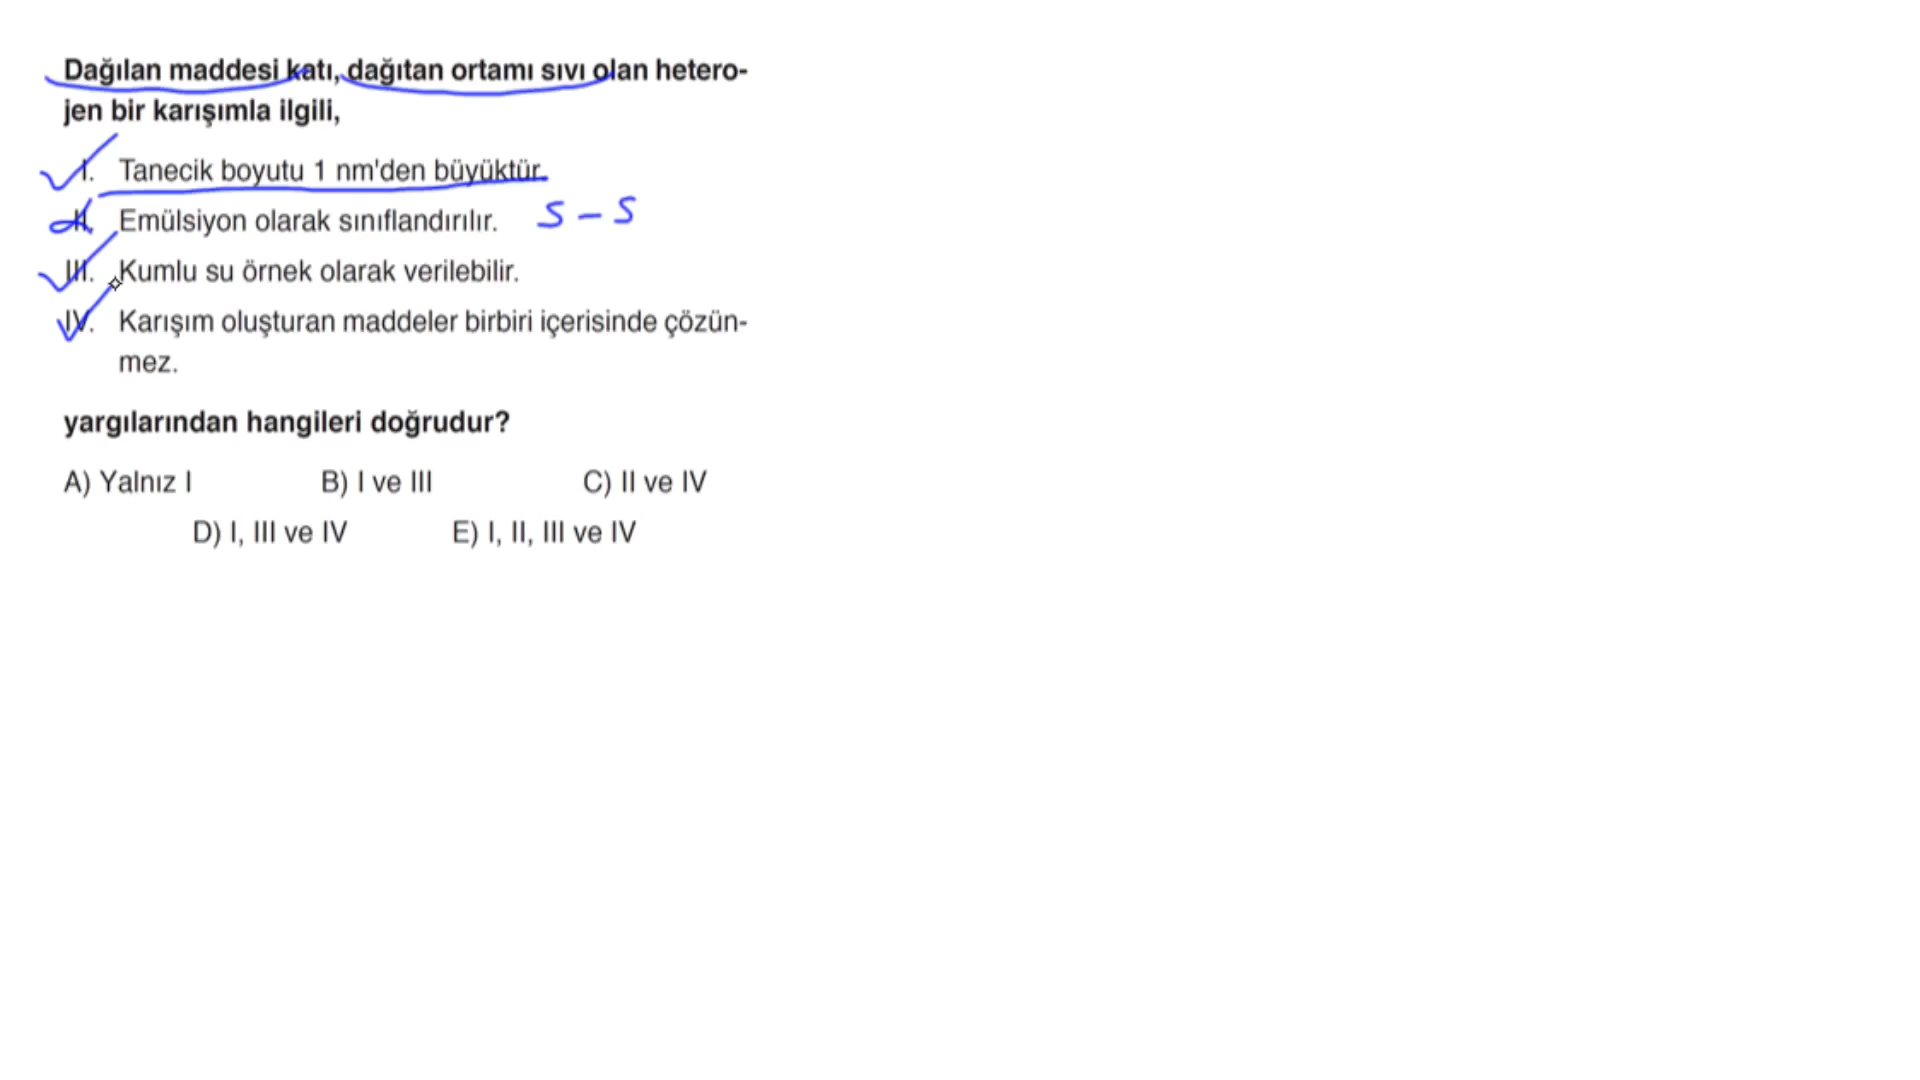 Dağılan maddesi katı, dağıtan ortamı sıvı olan hetero-
jen bir karışımla ilgili,
I. Tanecik boyutu 1 nm'den büyüktür.
II. Emülsiyon olarak sınıflandırılır. S - S
III. Kumlu su örnek olarak verilebilir.
IV. Karışım oluşturan maddeler birbiri içerisinde çözün-
mez.
yargılarından hangileri doğrudur?
A) Yalnız I B) I ve III C) II ve IV
D) I, III ve IV E) I, II, III ve IV